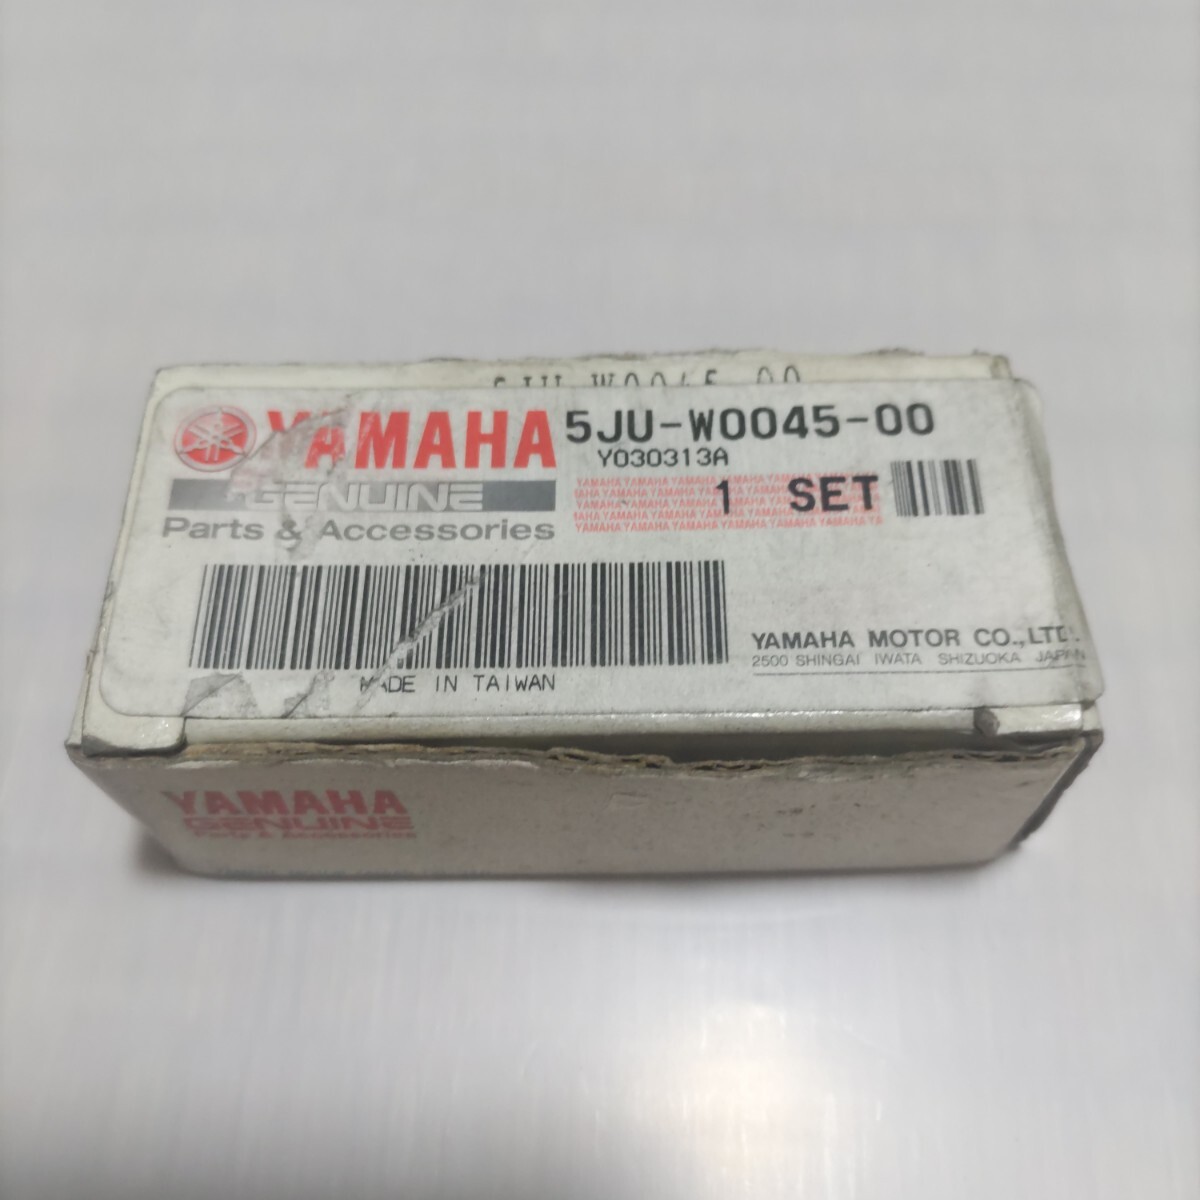 5JU-W0045-00
YAMAHA
GENUINE
Parts & Accessories
5JU-W0045-00
Y030313A
1 SET
MADE IN TAIWAN
YAMAHA MOTOR CO.,LTD.
2500 SHINGAI IWATA SHIZUOKA JAPAN
YAMAHA
GENUINE
Parts & Accessories